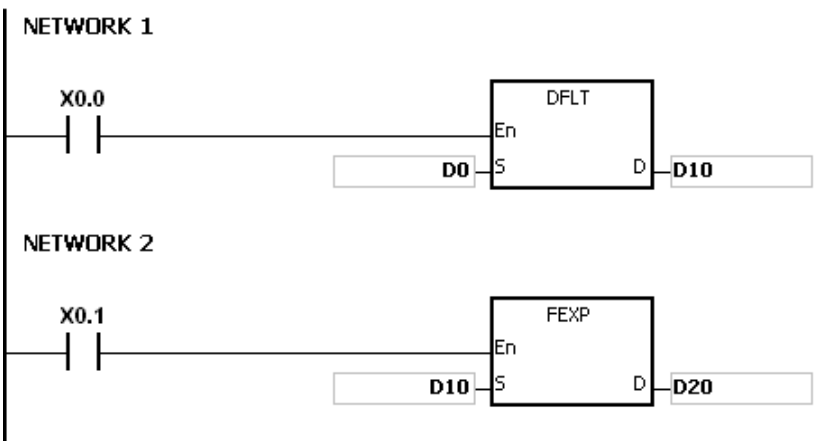 NETWORK 1
X0.0
DFLT
En
D0 S D D10
NETWORK 2
X0.1
FEXP
En
D10 S D D20